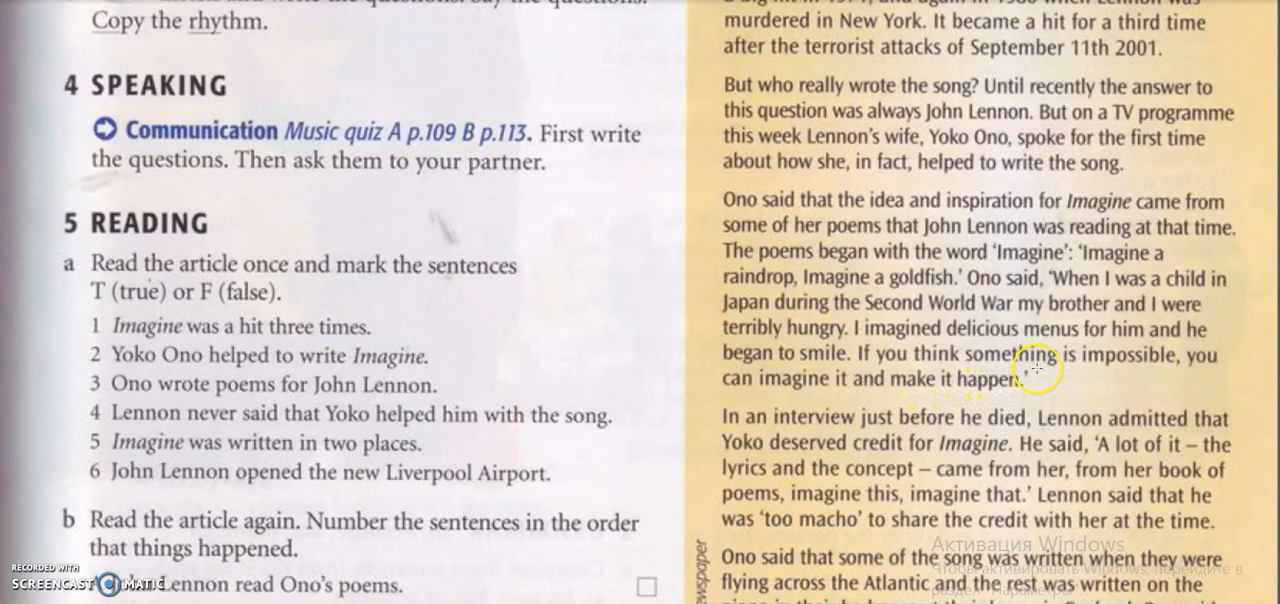 Copy the rhythm.
4 SPEAKING
Communication Music quiz A p.109 B p.113. First write
the questions. Then ask them to your partner.
5 READING
a Read the article once and mark the sentences
T (true) or F (false).
1 Imagine was a hit three times.
2 Yoko Ono helped to write Imagine.
3 Ono wrote poems for John Lennon.
4 Lennon never said that Yoko helped him with the song.
5 Imagine was written in two places.
6 John Lennon opened the new Liverpool Airport.
b Read the article again. Number the sentences in the order
that things happened.
Lennon read Ono's poems.
murdered in New York. It became a hit for a third time
after the terrorist attacks of September 11th 2001.
But who really wrote the song? Until recently the answer to
this question was always John Lennon. But on a TV programme
this week Lennon's wife, Yoko Ono, spoke for the first time
about how she, in fact, helped to write the song.
Ono said that the idea and inspiration for Imagine came from
some of her poems that John Lennon was reading at that time.
The poems began with the word 'Imagine': 'Imagine a
raindrop, Imagine a goldfish.' Ono said, 'When I was a child in
Japan during the Second World War my brother and I were
terribly hungry. I imagined delicious menus for him and he
began to smile. If you think something is impossible, you
can imagine it and make it happen.'
In an interview just before he died, Lennon admitted that
Yoko deserved credit for Imagine. He said, 'A lot of it – the
lyrics and the concept – came from her, from her book of
poems, imagine this, imagine that.' Lennon said that he
was 'too macho' to share the credit with her at the time.
Ono said that some of the song was written when they were
flying across the Atlantic and the rest was written on the
Активация Windows
Чтобы активировать Windows, перейдите в
раздел "Параметры".
RECORDED WITH
SCREENCAST MATIC